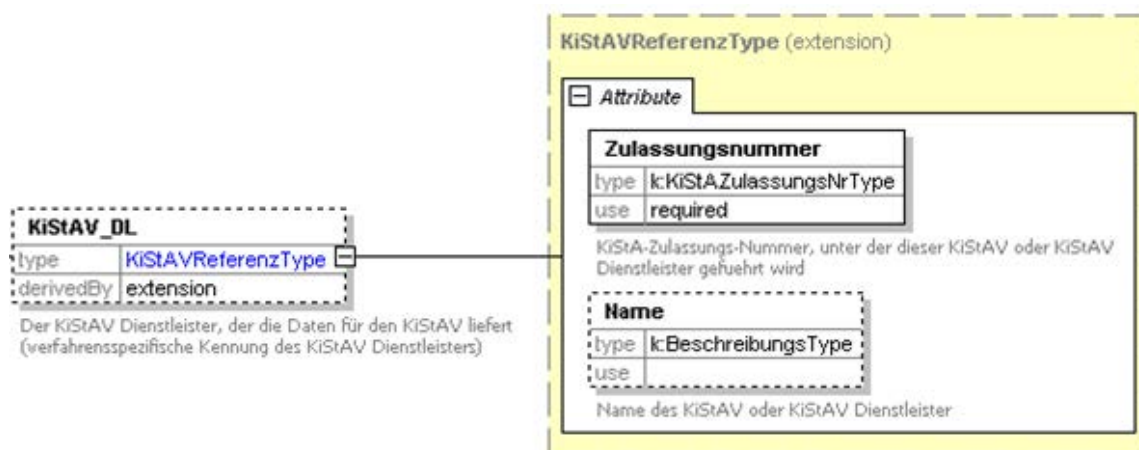 KiStAVReferenzType (extension)
Attribute
Zulassungsnummer
type k:KiStAZulassungsNrType
use required
KiStA-Zulassungs-Nummer, unter der dieser KiStAV oder KiStAV
Dienstleister gefuehrt wird
KiStAV_DL
type KiStAVReferenzType
derivedBy extension
Der KiStAV Dienstleister, der die Daten für den KiStAV liefert
(verfahrensspezifische Kennung des KiStAV Dienstleisters)
Name
type k:BeschreibungsType
use
Name des KiStAV oder KiStAV Dienstleister